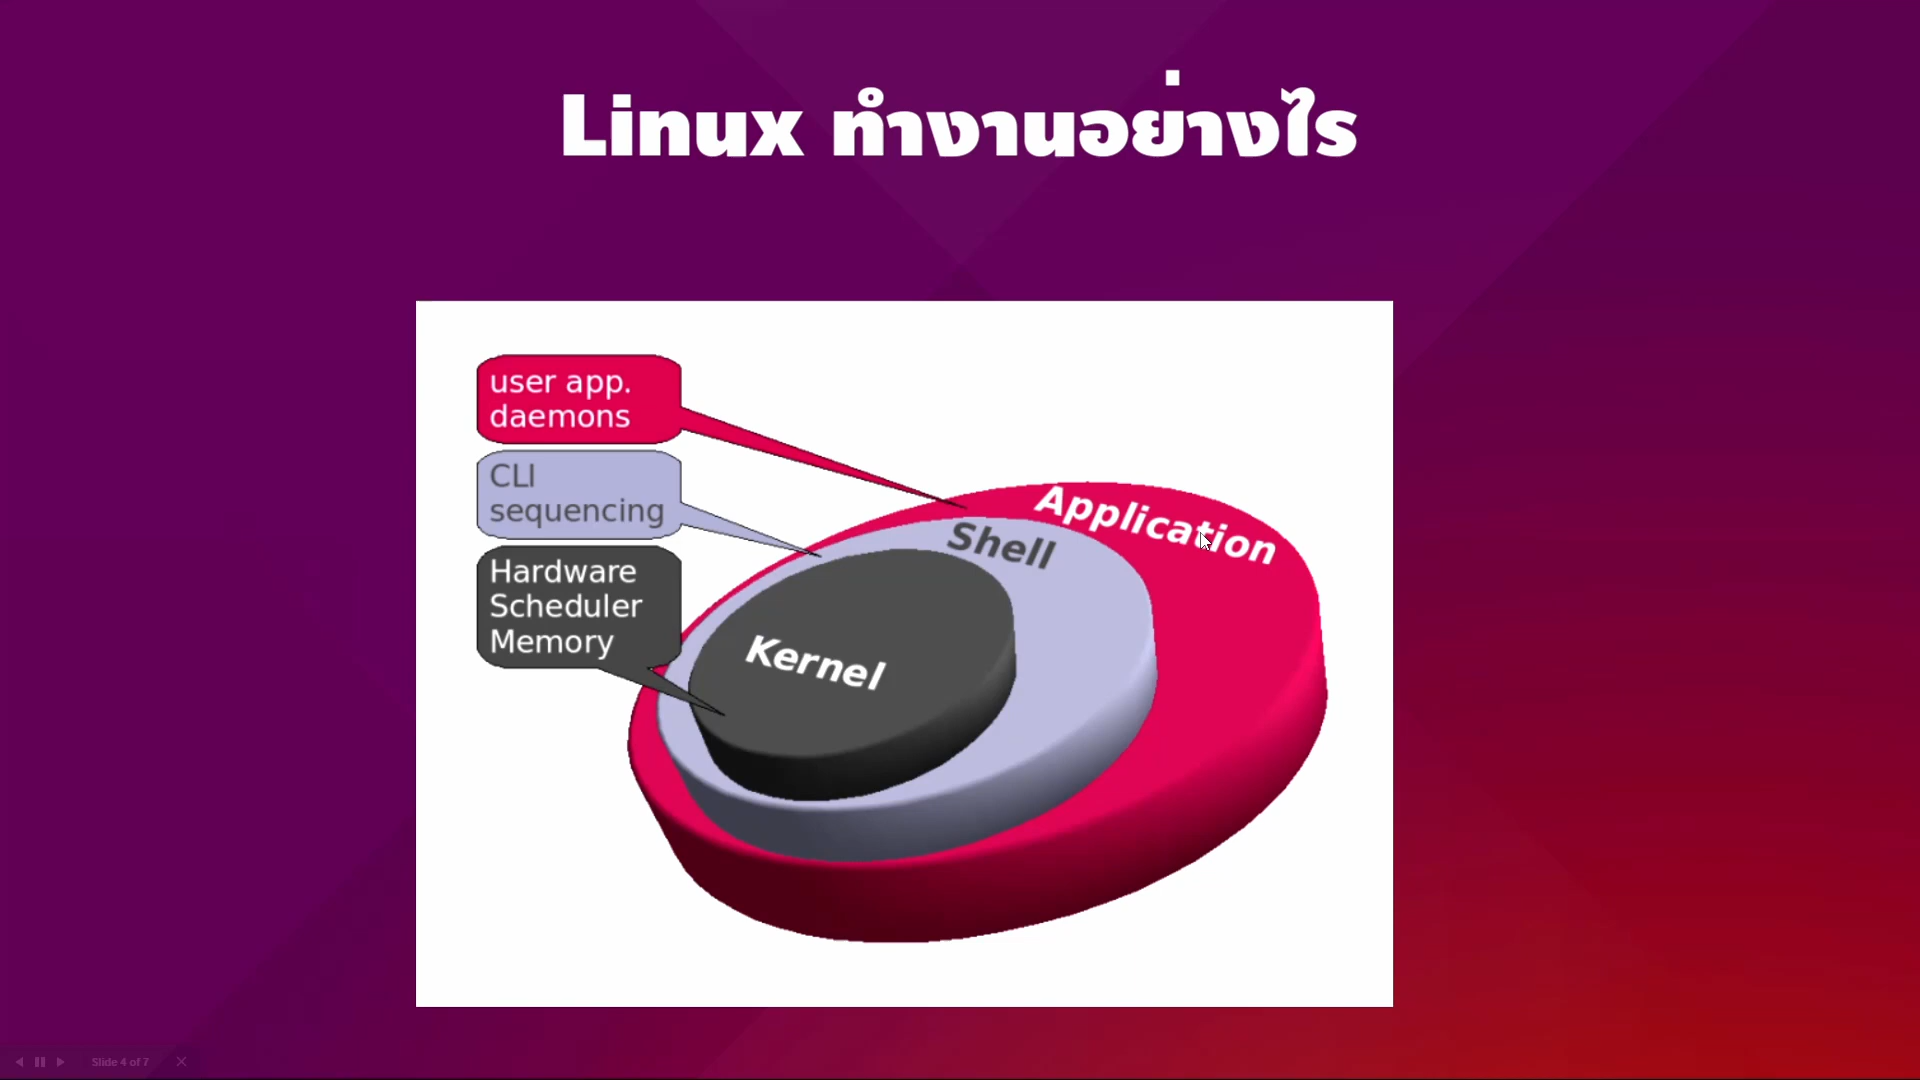 Linux ทำงานอย่างไร
user app.
daemons
CLI
sequencing
Hardware
Scheduler
Memory
Application
Shell
Kernel
Slide 4 of 7